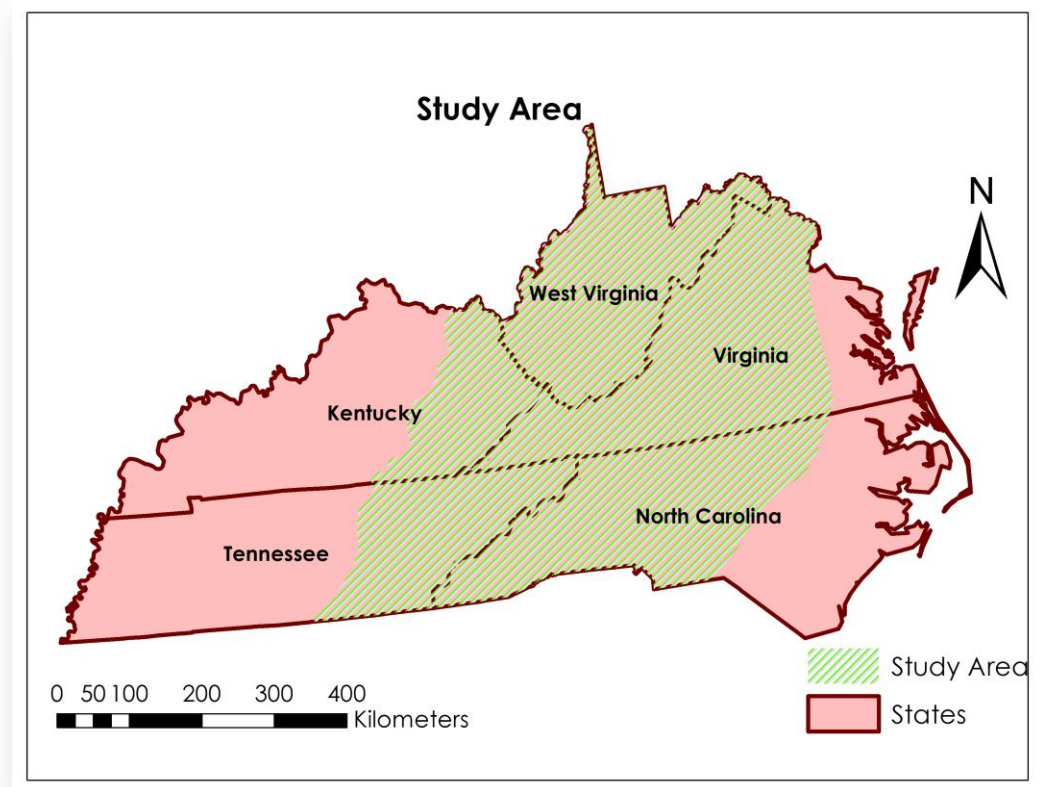 Study Area
N
West Virginia
Virginia
Kentucky
North Carolina
Tennessee
Study Area
0 50 100 200 300 400
Kilometers
States